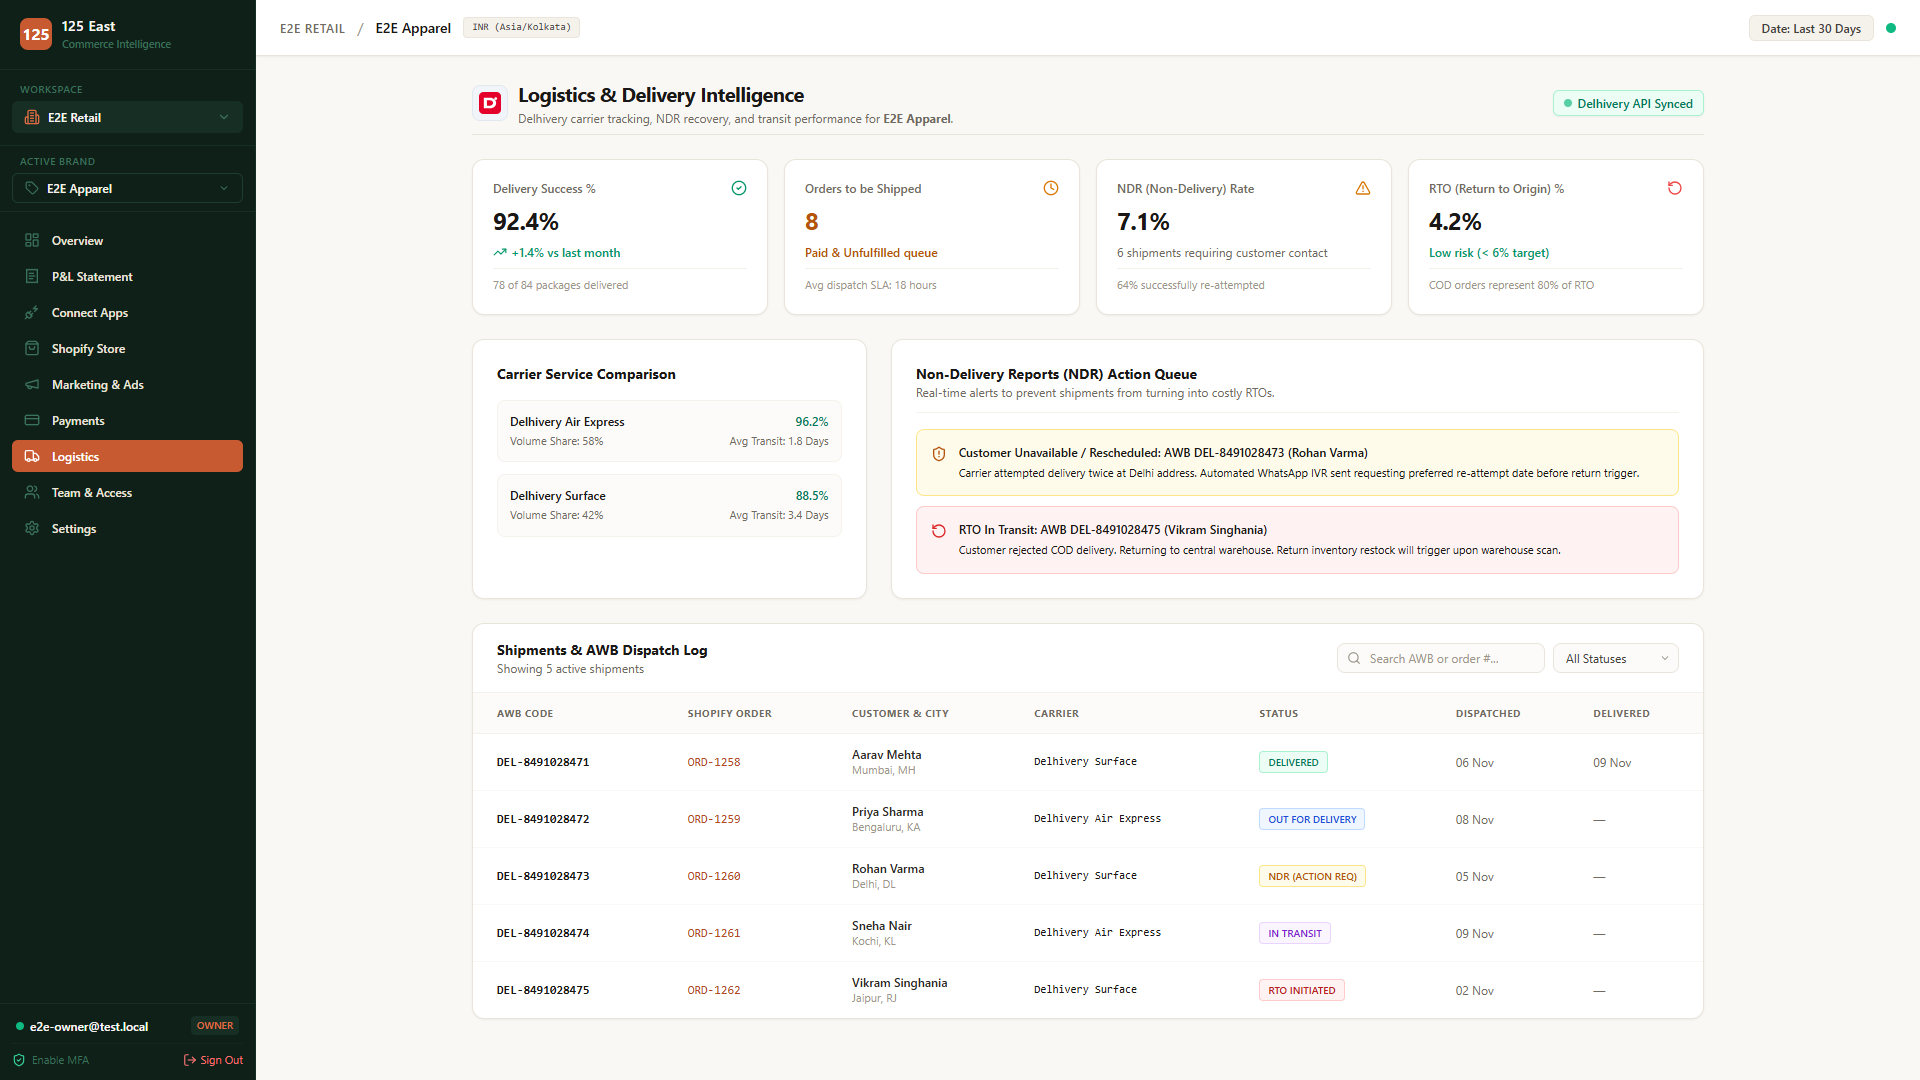 125
125 East
Commerce Intelligence
WORKSPACE
E2E Retail
ACTIVE BRAND
E2E Apparel
Overview
P&L Statement
Connect Apps
Shopify Store
Marketing & Ads
Payments
Logistics
Team & Access
Settings
e2e-owner@test.local
OWNER
Enable MFA
Sign Out
E2E RETAIL / E2E Apparel INR (Asia/Kolkata)
Date: Last 30 Days
D
Logistics & Delivery Intelligence
Delhivery carrier tracking, NDR recovery, and transit performance for E2E Apparel.
Delhivery API Synced
Delivery Success %
92.4%
+1.4% vs last month
78 of 84 packages delivered
Orders to be Shipped
8
Paid & Unfulfilled queue
Avg dispatch SLA: 18 hours
NDR (Non-Delivery) Rate
7.1%
6 shipments requiring customer contact
64% successfully re-attempted
RTO (Return to Origin) %
4.2%
Low risk (< 6% target)
COD orders represent 80% of RTO
Carrier Service Comparison
Delhivery Air Express 96.2%
Volume Share: 58% Avg Transit: 1.8 Days
Delhivery Surface 88.5%
Volume Share: 42% Avg Transit: 3.4 Days
Non-Delivery Reports (NDR) Action Queue
Real-time alerts to prevent shipments from turning into costly RTOs.
Customer Unavailable / Rescheduled: AWB DEL-8491028473 (Rohan Varma)
Carrier attempted delivery twice at Delhi address. Automated WhatsApp IVR sent requesting preferred re-attempt date before return trigger.
RTO In Transit: AWB DEL-8491028475 (Vikram Singhania)
Customer rejected COD delivery. Returning to central warehouse. Return inventory restock will trigger upon warehouse scan.
Shipments & AWB Dispatch Log
Showing 5 active shipments
Search AWB or order #...
All Statuses
AWB CODE SHOPIFY ORDER CUSTOMER & CITY CARRIER STATUS DISPATCHED DELIVERED
DEL-8491028471 ORD-1258 Aarav Mehta Delhivery Surface DELIVERED 06 Nov 09 Nov
Mumbai, MH
DEL-8491028472 ORD-1259 Priya Sharma Delhivery Air Express OUT FOR DELIVERY 08 Nov —
Bengaluru, KA
DEL-8491028473 ORD-1260 Rohan Varma Delhivery Surface NDR (ACTION REQ) 05 Nov —
Delhi, DL
DEL-8491028474 ORD-1261 Sneha Nair Delhivery Air Express IN TRANSIT 09 Nov —
Kochi, KL
DEL-8491028475 ORD-1262 Vikram Singhania Delhivery Surface RTO INITIATED 02 Nov —
Jaipur, RJ